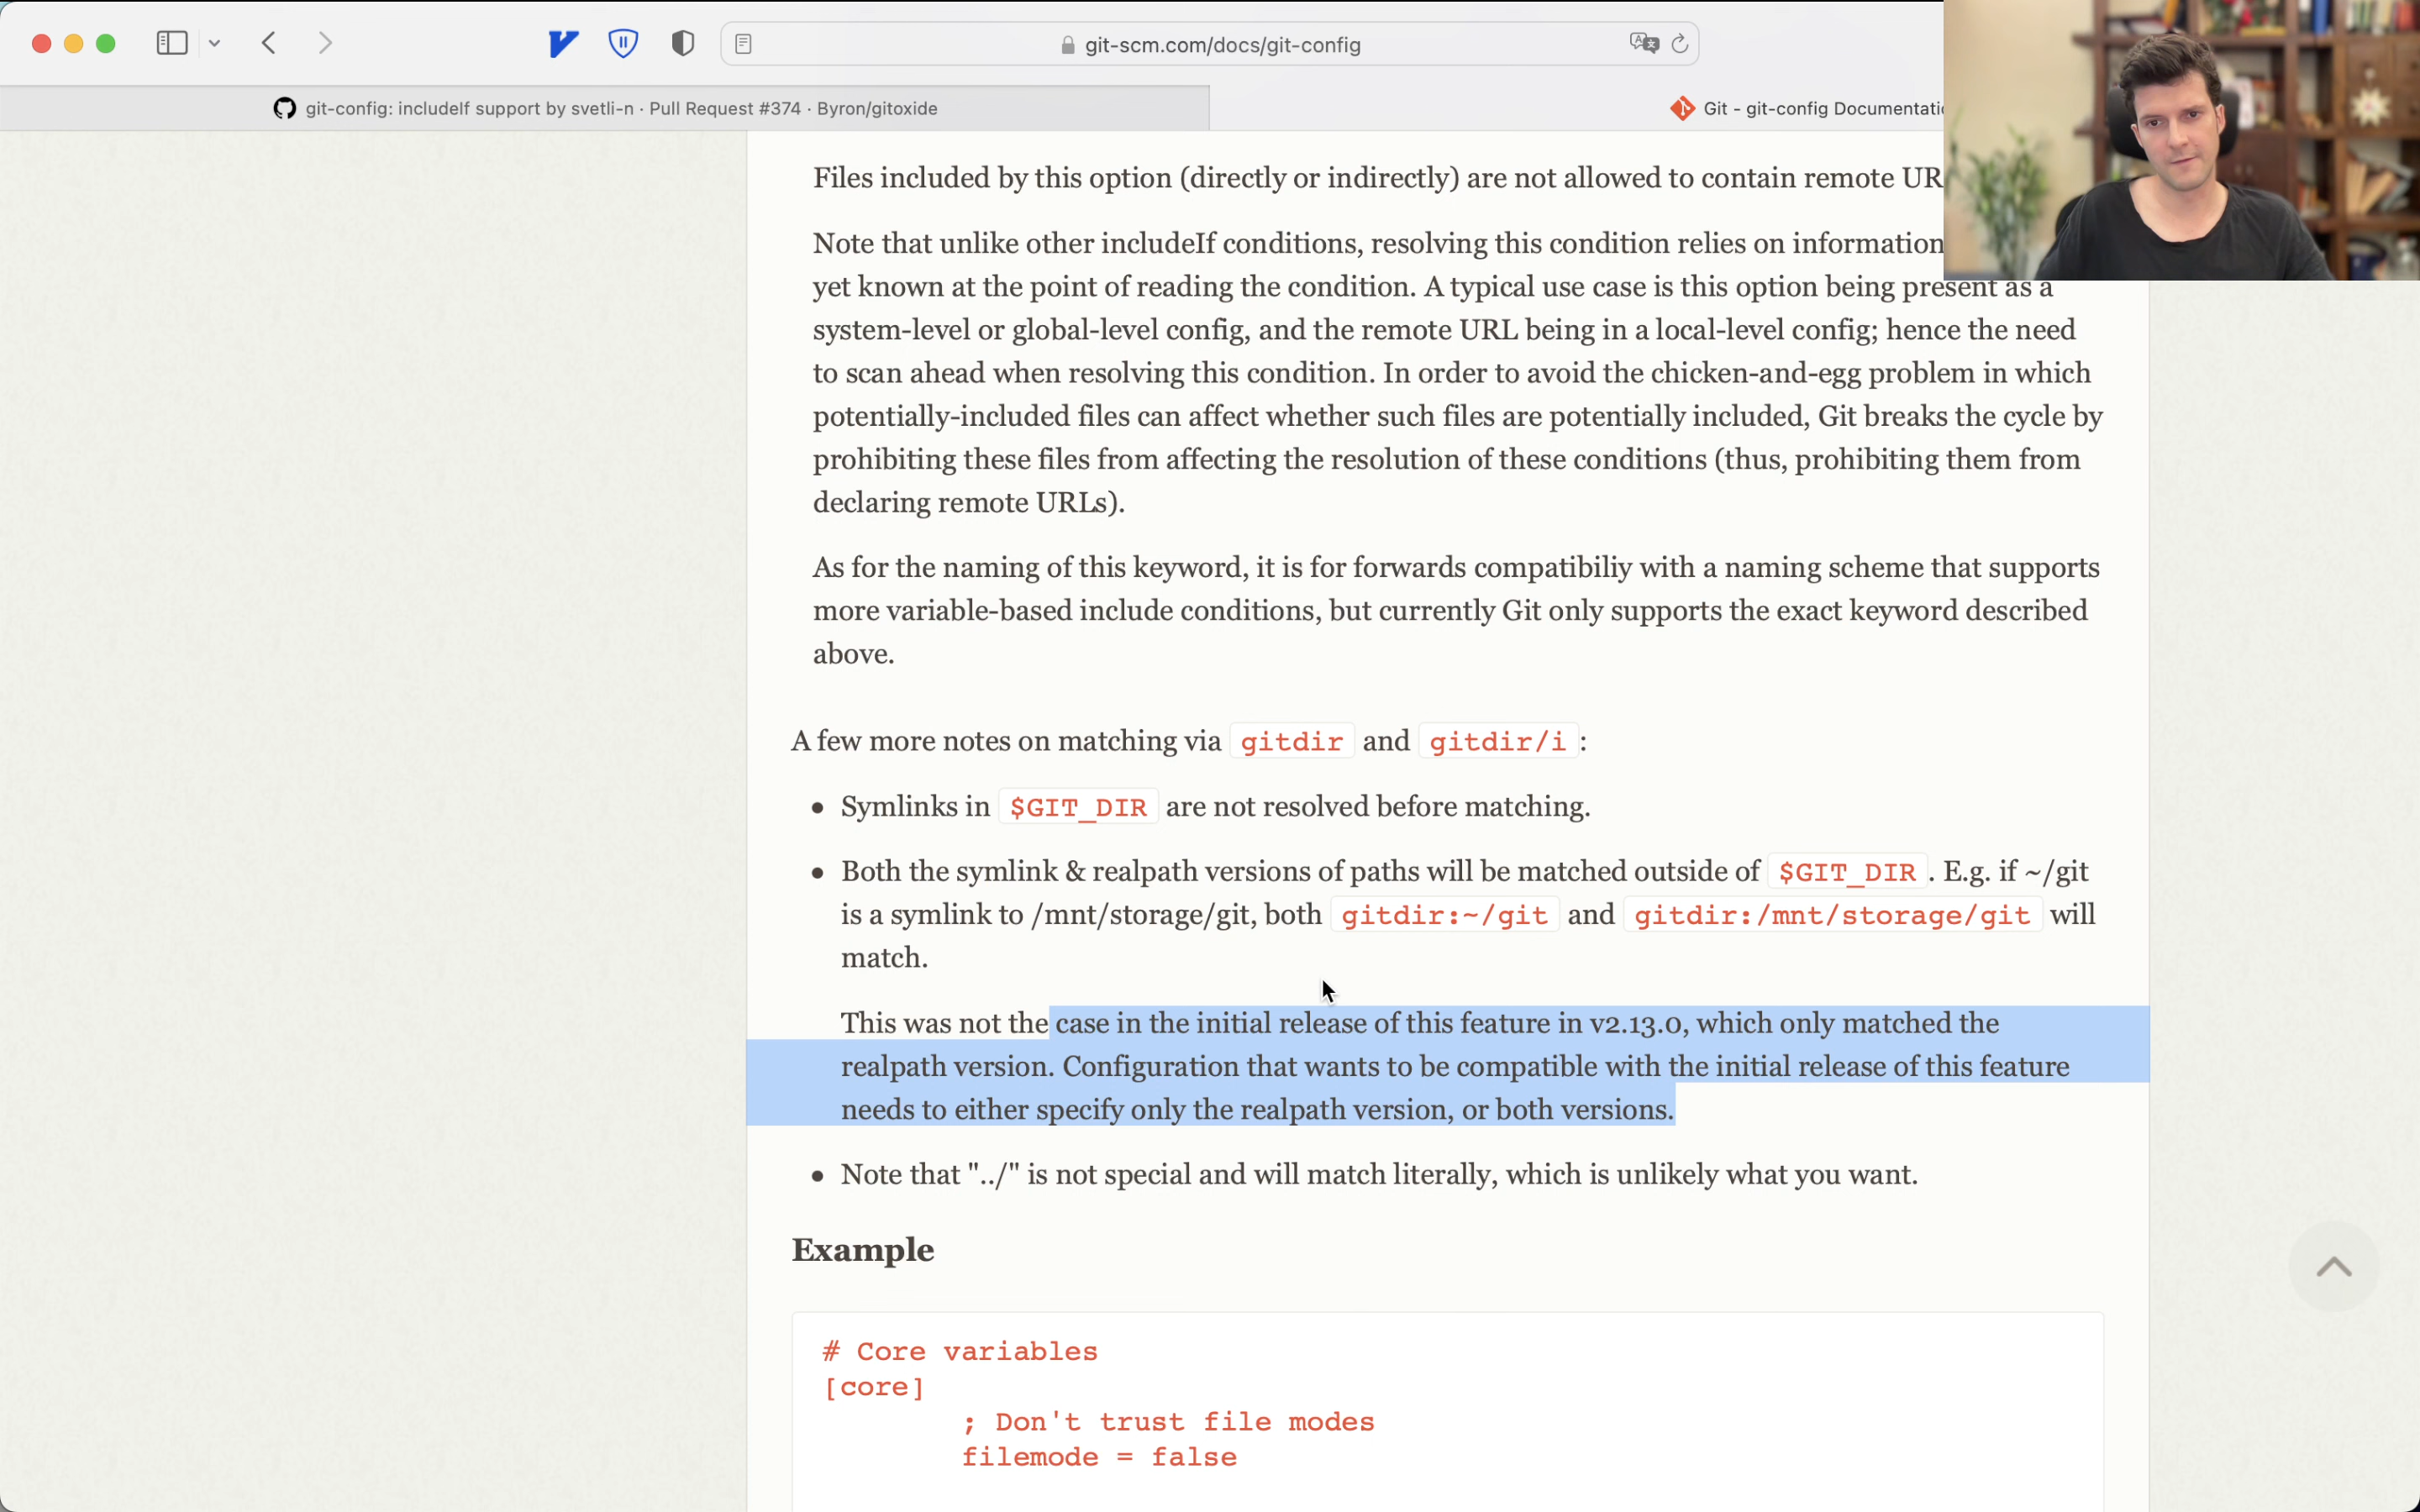 git-scm.com/docs/git-config
git-config: includeIf support by svetli-n · Pull Request #374 · Byron/gitoxide
Git - git-config Documentatio
Files included by this option (directly or indirectly) are not allowed to contain remote UR
Note that unlike other includeIf conditions, resolving this condition relies on information
yet known at the point of reading the condition. A typical use case is this option being present as a
system-level or global-level config, and the remote URL being in a local-level config; hence the need
to scan ahead when resolving this condition. In order to avoid the chicken-and-egg problem in which
potentially-included files can affect whether such files are potentially included, Git breaks the cycle by
prohibiting these files from affecting the resolution of these conditions (thus, prohibiting them from
declaring remote URLs).
As for the naming of this keyword, it is for forwards compatibiliy with a naming scheme that supports
more variable-based include conditions, but currently Git only supports the exact keyword described
above.
A few more notes on matching via gitdir and gitdir/i :
• Symlinks in $GIT_DIR are not resolved before matching.
• Both the symlink & realpath versions of paths will be matched outside of $GIT_DIR . E.g. if ~/git
is a symlink to /mnt/storage/git, both gitdir:~/git and gitdir:/mnt/storage/git will
match.
This was not the case in the initial release of this feature in v2.13.0, which only matched the
realpath version. Configuration that wants to be compatible with the initial release of this feature
needs to either specify only the realpath version, or both versions.
• Note that "../" is not special and will match literally, which is unlikely what you want.
Example
# Core variables
[core]
; Don't trust file modes
filemode = false